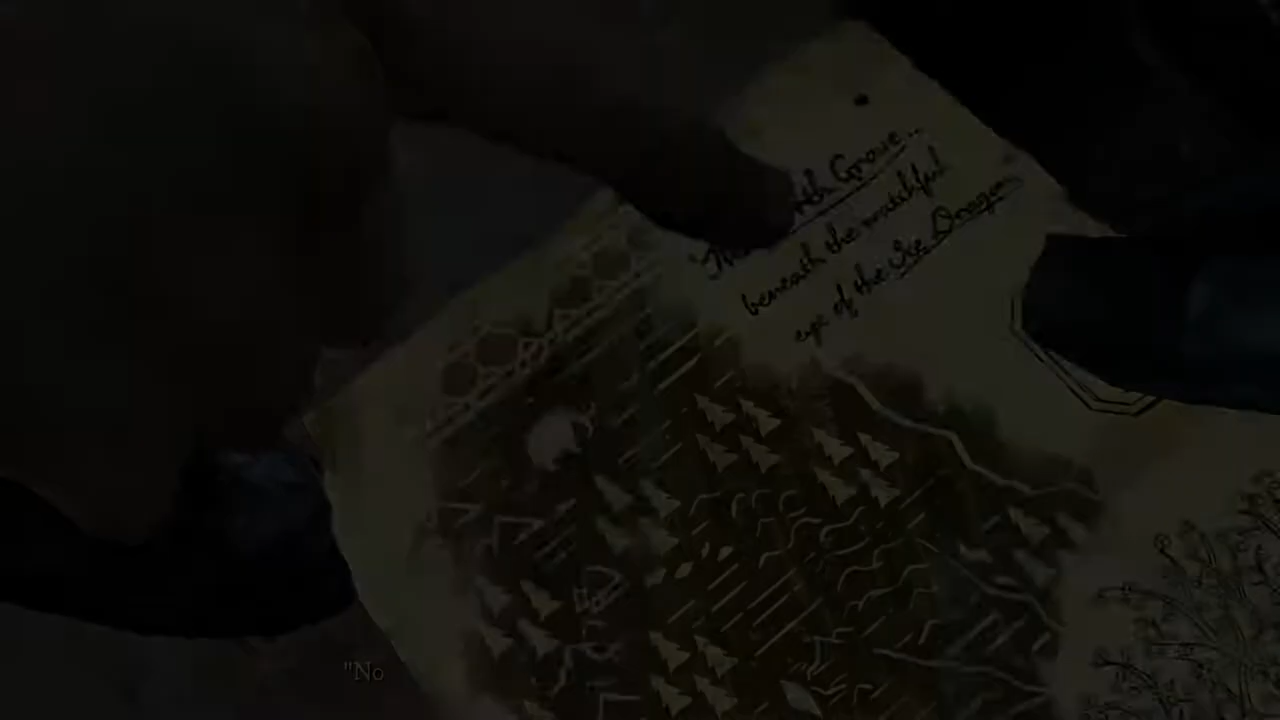 Grove...
beneath the watchful
eye of the Ice Dragon
"No